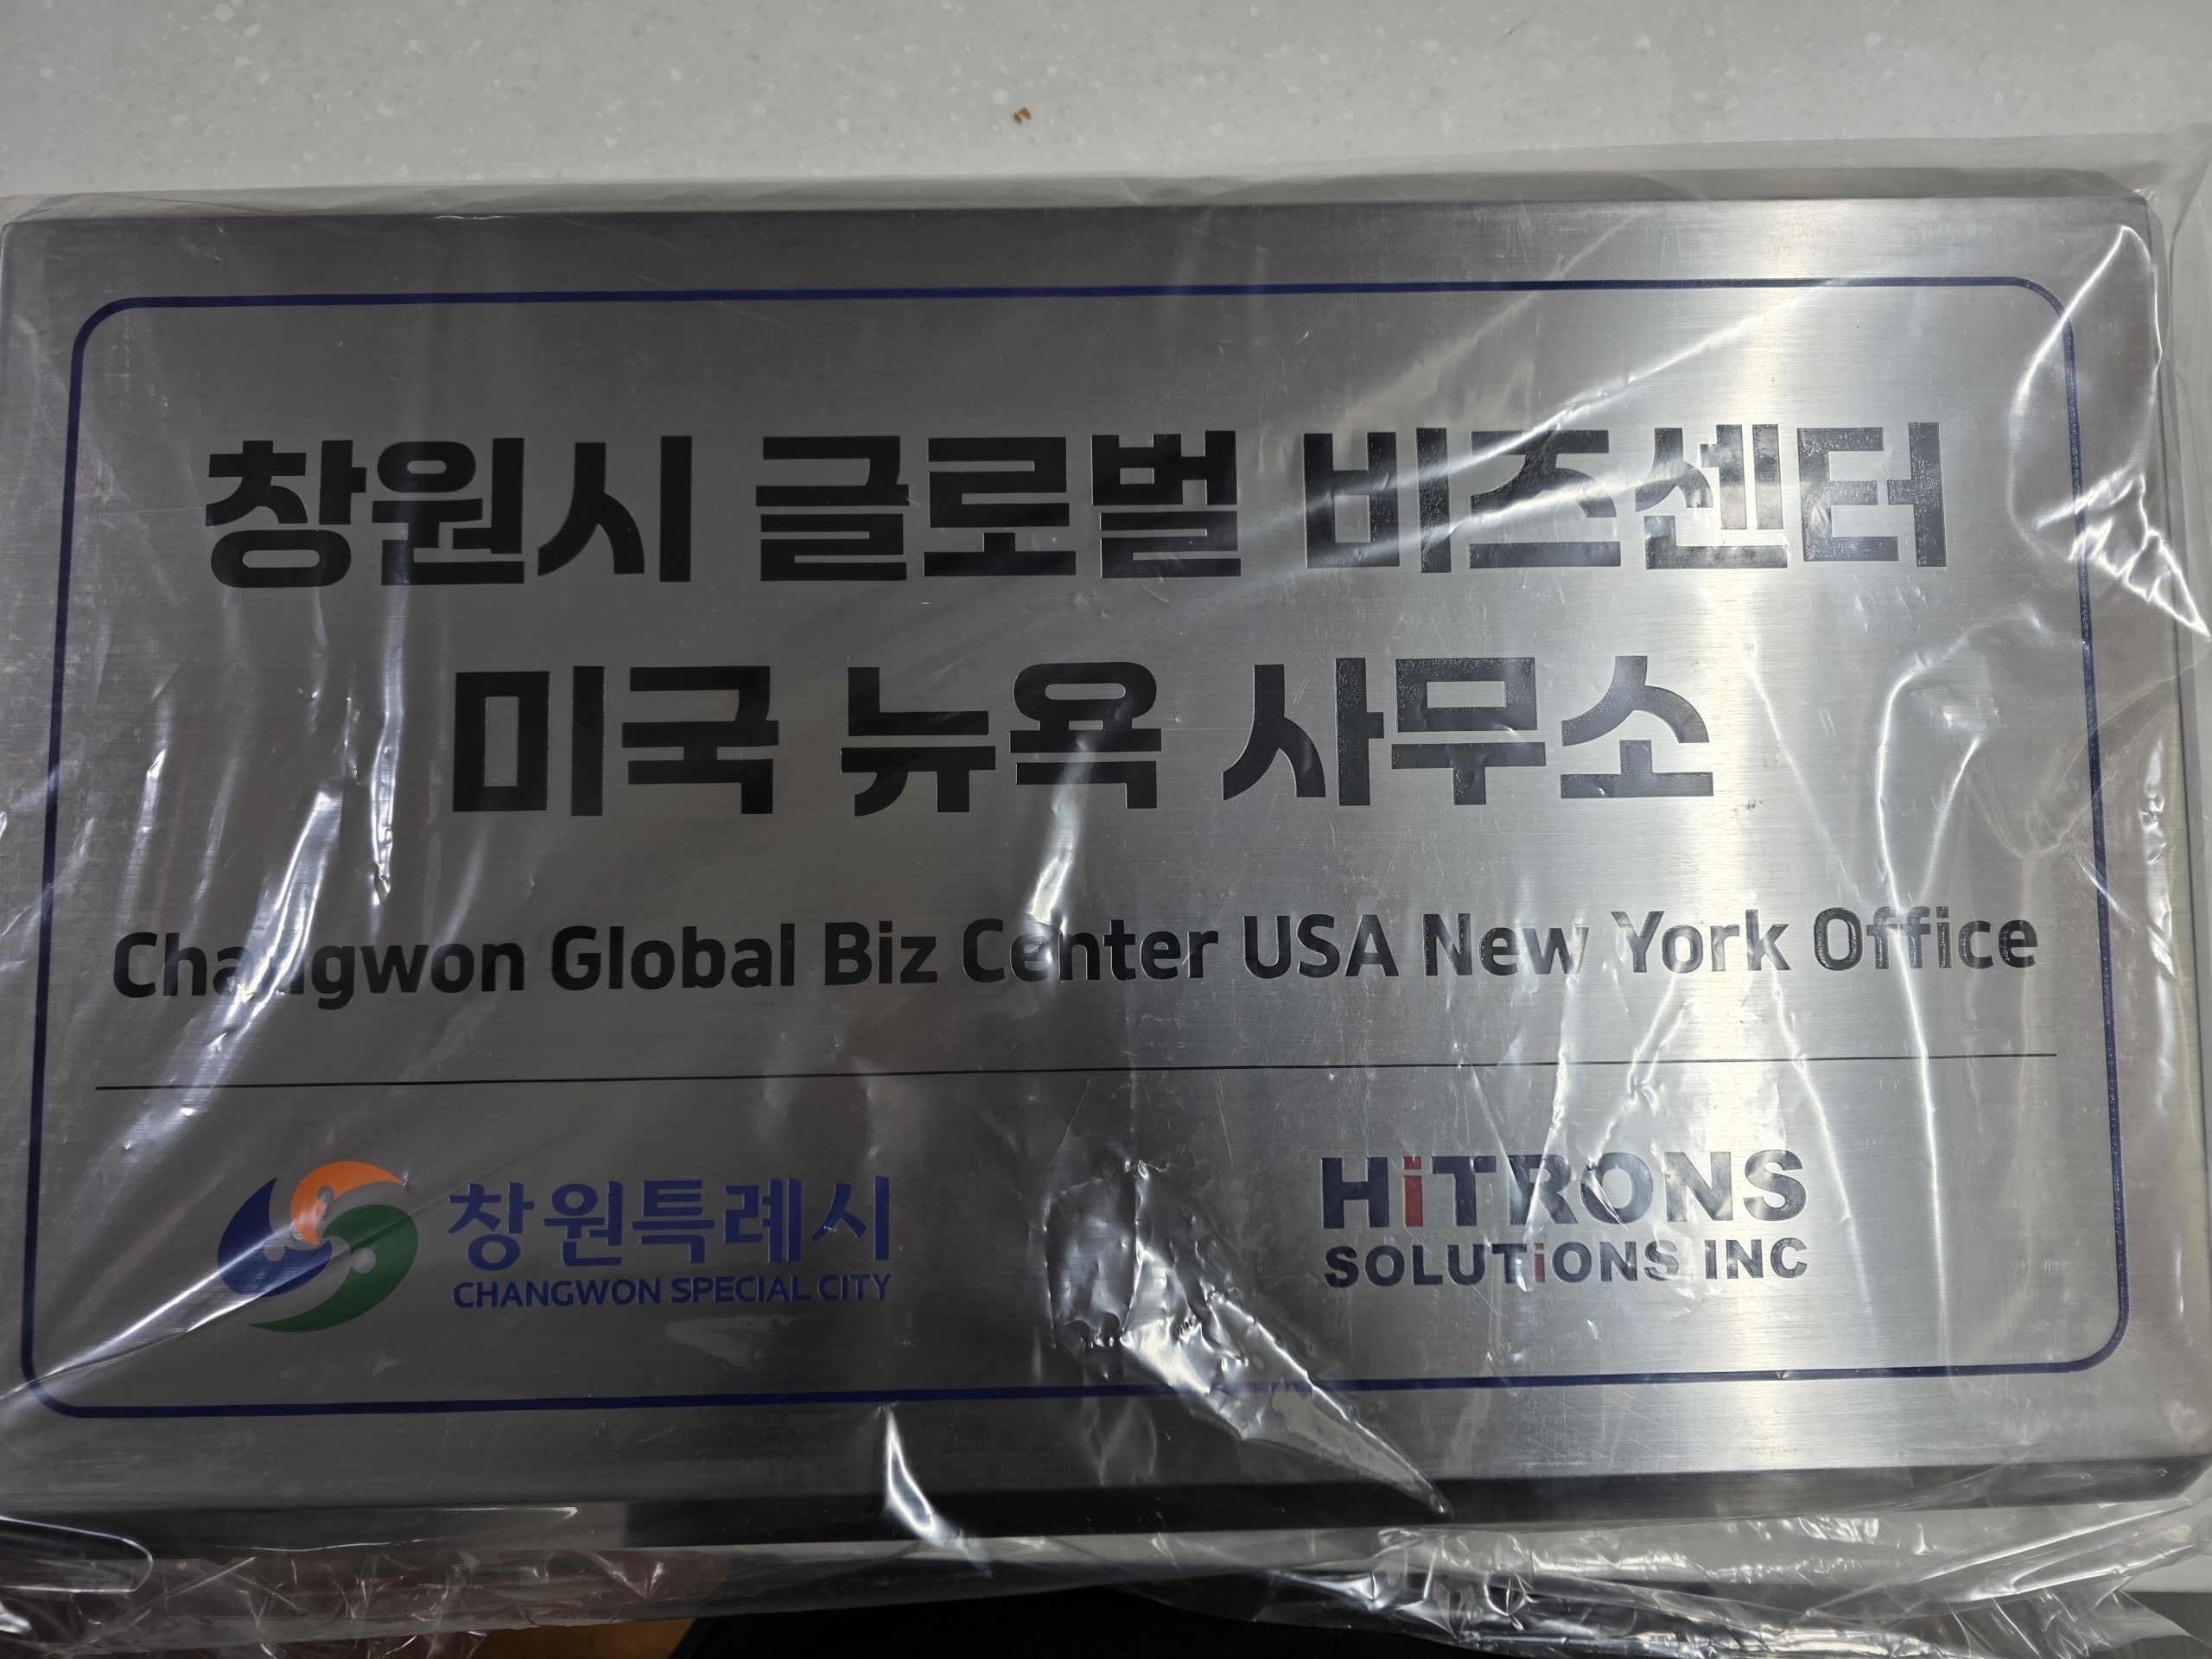 창원시 글로벌 비즈센터
미국 뉴욕 사무소
Changwon Global Biz Center USA New York Office
창원특례시
CHANGWON SPECIAL CITY
HiTRONS
SOLUTiONS INC